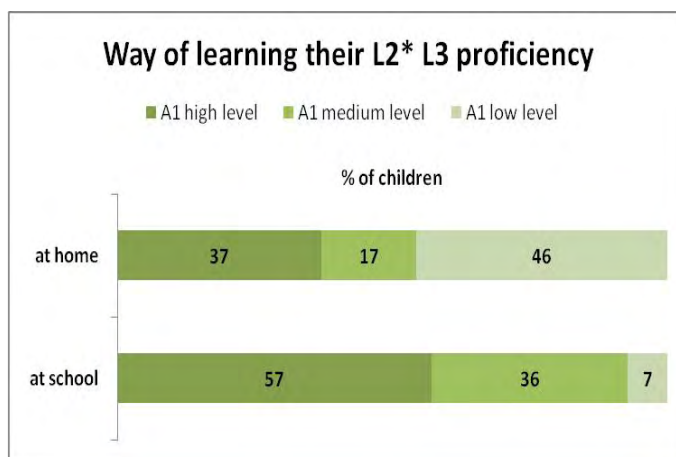 Way of learning their L2* L3 proficiency
A1 high level A1 medium level A1 low level
% of children
at home 37 17 46
at school 57 36 7